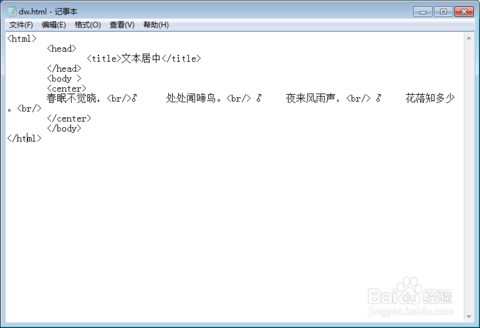 dw.html - 记事本
文件(F) 编辑(E) 格式(O) 查看(V) 帮助(H)
<html>
<head>
<title>文本居中</title>
</head>
<body >
<center>
春眠不觉晓，<br/>♂ 处处闻啼鸟。<br/> ♂ 夜来风雨声，<br/> ♂ 花落知多少
。<br/>
</center>
</body>
</html>
Baidu经验
jingyan.baidu.com